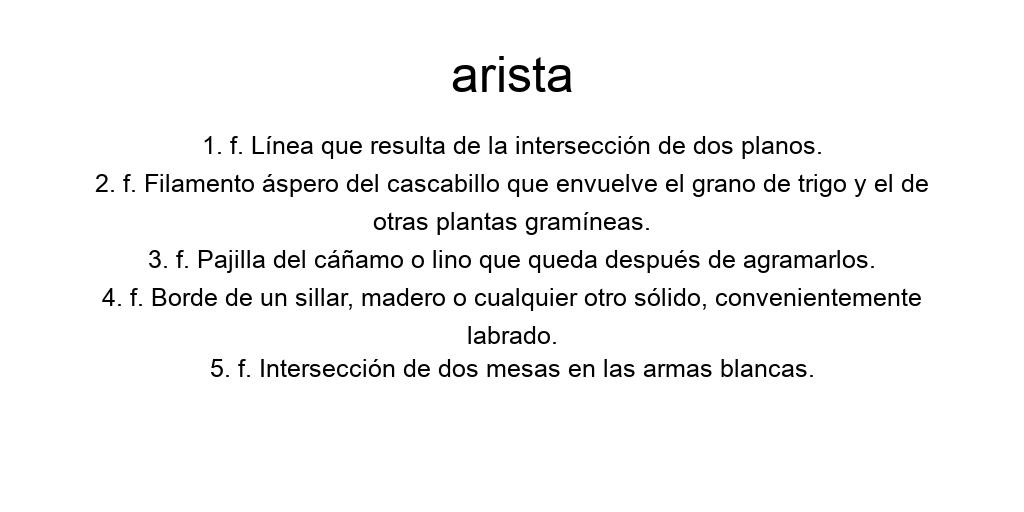 arista
1. f. Línea que resulta de la intersección de dos planos.
2. f. Filamento áspero del cascabillo que envuelve el grano de trigo y el de
otras plantas gramíneas.
3. f. Pajilla del cáñamo o lino que queda después de agramarlos.
4. f. Borde de un sillar, madero o cualquier otro sólido, convenientemente
labrado.
5. f. Intersección de dos mesas en las armas blancas.